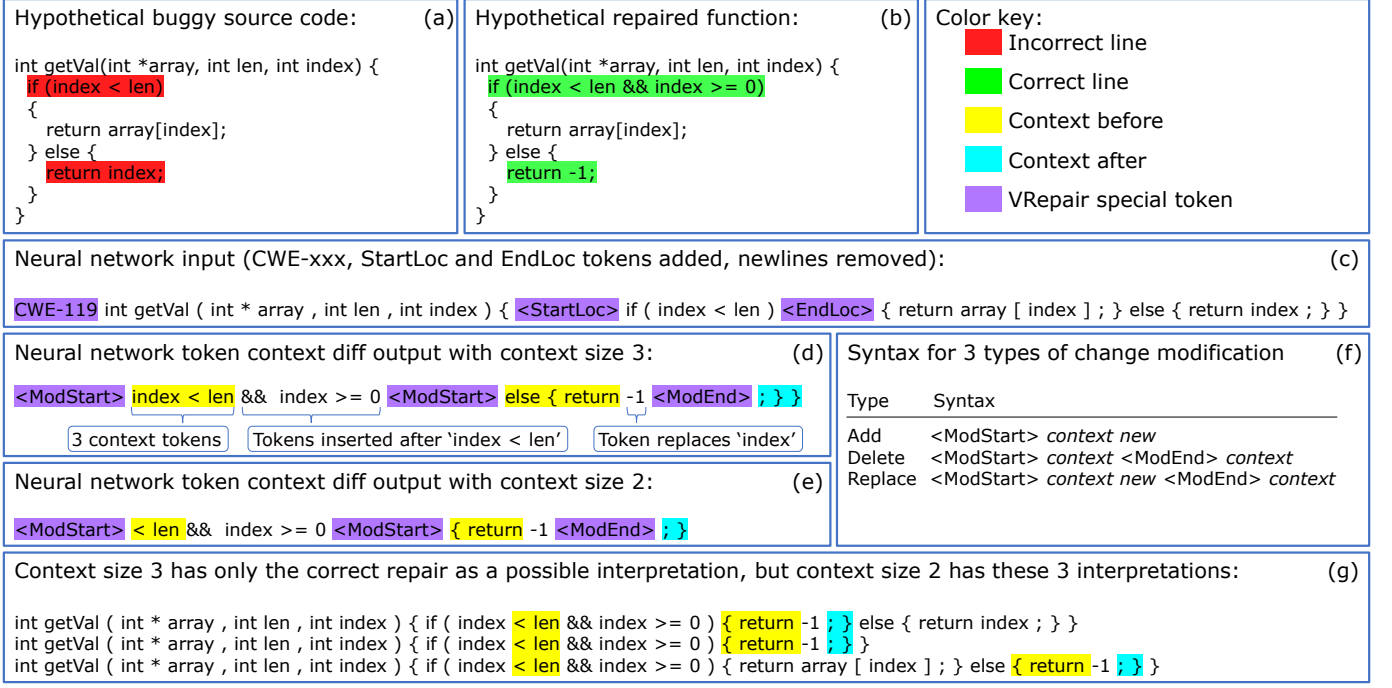 Hypothetical buggy source code: (a)
int getVal(int *array, int len, int index) {
if (index < len)
{
return array[index];
} else {
return index;
}
}
Hypothetical repaired function: (b)
int getVal(int *array, int len, int index) {
if (index < len && index >= 0)
{
return array[index];
} else {
return -1;
}
}
Color key:
Incorrect line
Correct line
Context before
Context after
VRepair special token
Neural network input (CWE-xxx, StartLoc and EndLoc tokens added, newlines removed): (c)
CWE-119 int getVal ( int * array , int len , int index ) { <StartLoc> if ( index < len ) <EndLoc> { return array [ index ] ; } else { return index ; } }
Neural network token context diff output with context size 3: (d)
<ModStart> index < len && index >= 0 <ModStart> else { return -1 <ModEnd> ; } }
3 context tokens Tokens inserted after ‘index < len’ Token replaces ‘index’
Neural network token context diff output with context size 2: (e)
<ModStart> < len && index >= 0 <ModStart> { return -1 <ModEnd> ; }
Syntax for 3 types of change modification (f)
Type Syntax
Add <ModStart> context new
Delete <ModStart> context <ModEnd> context
Replace <ModStart> context new <ModEnd> context
Context size 3 has only the correct repair as a possible interpretation, but context size 2 has these 3 interpretations: (g)
int getVal ( int * array , int len , int index ) { if ( index < len && index >= 0 ) { return -1 ; } else { return index ; } }
int getVal ( int * array , int len , int index ) { if ( index < len && index >= 0 ) { return -1 ; } }
int getVal ( int * array , int len , int index ) { if ( index < len && index >= 0 ) { return array [ index ] ; } else { return -1 ; } }